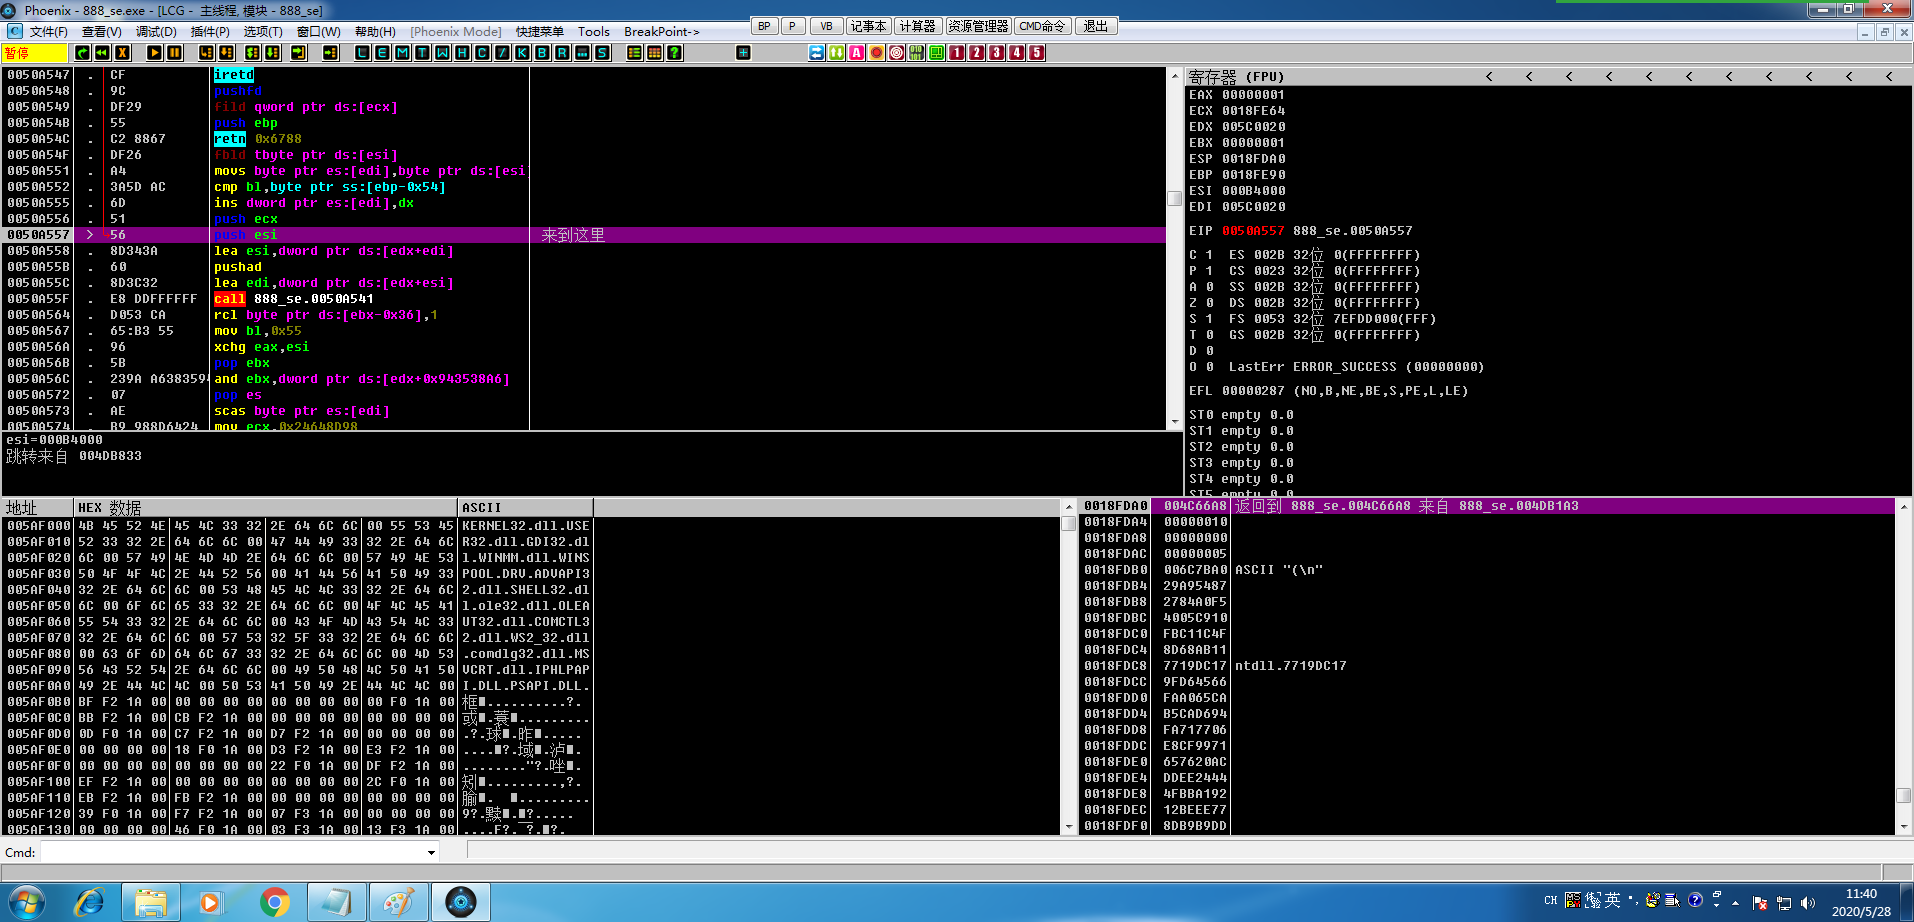 Phoenix - 888_se.exe - [LCG - 主线程, 模块 - 888_se]
文件(F) 查看(V) 调试(D) 插件(P) 选项(T) 窗口(W) 帮助(H) [Phoenix Mode] 快捷菜单 Tools BreakPoint->
BP P VB 记事本 计算器 资源管理器 CMD命令 退出
暂停 L E M T W H C / K B R ... S
A 1 2 3 4 5
0050A547 . CF iretd
0050A548 . 9C pushfd
0050A549 . DF29 fild qword ptr ds:[ecx]
0050A54B . 55 push ebp
0050A54C . C2 8867 retn 0x6788
0050A54F . DF26 fbld tbyte ptr ds:[esi]
0050A551 . A4 movs byte ptr es:[edi],byte ptr ds:[esi
0050A552 . 3A5D AC cmp bl,byte ptr ss:[ebp-0x54]
0050A555 . 6D ins dword ptr es:[edi],dx
0050A556 . 51 push ecx
0050A557 > 56 push esi 来到这里
0050A558 . 8D343A lea esi,dword ptr ds:[edx+edi]
0050A55B . 60 pushad
0050A55C . 8D3C32 lea edi,dword ptr ds:[edx+esi]
0050A55F . E8 DDFFFFFF call 888_se.0050A541
0050A564 . D053 CA rcl byte ptr ds:[ebx-0x36],1
0050A567 . 65:B3 55 mov bl,0x55
0050A56A . 96 xchg eax,esi
0050A56B . 5B pop ebx
0050A56C . 239A A6383594 and ebx,dword ptr ds:[edx+0x943538A6]
0050A572 . 07 pop es
0050A573 . AE scas byte ptr es:[edi]
0050A574 . B9 988D6424 mov ecx,0x24648D98
esi=000B4000
跳转来自 004DB833
寄存器 (FPU) < < < < < < < < < < <
EAX 00000001
ECX 0018FE64
EDX 005C0020
EBX 00000001
ESP 0018FDA0
EBP 0018FE90
ESI 000B4000
EDI 005C0020
EIP 0050A557 888_se.0050A557
C 1 ES 002B 32位 0(FFFFFFFF)
P 1 CS 0023 32位 0(FFFFFFFF)
A 0 SS 002B 32位 0(FFFFFFFF)
Z 0 DS 002B 32位 0(FFFFFFFF)
S 1 FS 0053 32位 7EFDD000(FFF)
T 0 GS 002B 32位 0(FFFFFFFF)
D 0
O 0 LastErr ERROR_SUCCESS (00000000)
EFL 00000287 (NO,B,NE,BE,S,PE,L,LE)
ST0 empty 0.0
ST1 empty 0.0
ST2 empty 0.0
ST3 empty 0.0
ST4 empty 0.0
ST5 empty 0.0
地址 HEX 数据 ASCII
005AF000 4B 45 52 4E 45 4C 33 32 2E 64 6C 6C 00 55 53 45 KERNEL32.dll.USE
005AF010 52 33 32 2E 64 6C 6C 00 47 44 49 33 32 2E 64 6C R32.dll.GDI32.dl
005AF020 6C 00 57 49 4E 4D 4D 2E 64 6C 6C 00 57 49 4E 53 l.WINMM.dll.WINS
005AF030 50 4F 4F 4C 2E 44 52 56 00 41 44 56 41 50 49 33 POOL.DRV.ADVAPI3
005AF040 32 2E 64 6C 6C 00 53 48 45 4C 4C 33 32 2E 64 6C 2.dll.SHELL32.dl
005AF050 6C 00 6F 6C 65 33 32 2E 64 6C 6C 00 4F 4C 45 41 l.ole32.dll.OLEA
005AF060 55 54 33 32 2E 64 6C 6C 00 43 4F 4D 43 54 4C 33 UT32.dll.COMCTL3
005AF070 32 2E 64 6C 6C 00 57 53 32 5F 33 32 2E 64 6C 6C 2.dll.WS2_32.dll
005AF080 00 63 6F 6D 64 6C 67 33 32 2E 64 6C 6C 00 4D 53 .comdlg32.dll.MS
005AF090 56 43 52 54 2E 64 6C 6C 00 49 50 48 4C 50 41 50 VCRT.dll.IPHLPAP
005AF0A0 49 2E 44 4C 4C 00 50 53 41 50 49 2E 44 4C 4C 00 I.DLL.PSAPI.DLL.
005AF0B0 BF F2 1A 00 00 00 00 00 00 00 00 00 00 F0 1A 00
005AF0C0 BB F2 1A 00 CB F2 1A 00 00 00 00 00 00 00 00 00
005AF0D0 0D F0 1A 00 C7 F2 1A 00 D7 F2 1A 00 00 00 00 00
005AF0E0 00 00 00 00 18 F0 1A 00 D3 F2 1A 00 E3 F2 1A 00
005AF0F0 00 00 00 00 00 00 00 00 22 F0 1A 00 DF F2 1A 00
005AF100 EF F2 1A 00 00 00 00 00 00 00 00 00 2C F0 1A 00
005AF110 EB F2 1A 00 FB F2 1A 00 00 00 00 00 00 00 00 00
005AF120 39 F0 1A 00 F7 F2 1A 00 07 F3 1A 00 00 00 00 00
005AF130 00 00 00 00 46 F0 1A 00 03 F3 1A 00 13 F3 1A 00
0018FDA0 004C66A8 返回到 888_se.004C66A8 来自 888_se.004DB1A3
0018FDA4 00000010
0018FDA8 00000000
0018FDAC 00000005
0018FDB0 006C7BA0 ASCII "(\n"
0018FDB4 29A95487
0018FDB8 2784A0F5
0018FDBC 4005C910
0018FDC0 FBC11C4F
0018FDC4 8D68AB11
0018FDC8 7719DC17 ntdll.7719DC17
0018FDCC 9FD64566
0018FDD0 FAA065CA
0018FDD4 B5CAD694
0018FDD8 FA717706
0018FDDC E8CF9971
0018FDE0 657620AC
0018FDE4 DDEE2444
0018FDE8 4FBBA192
0018FDEC 12BEEE77
0018FDF0 8DB9B9DD
Cmd:
CH 英
11:40
2020/5/28